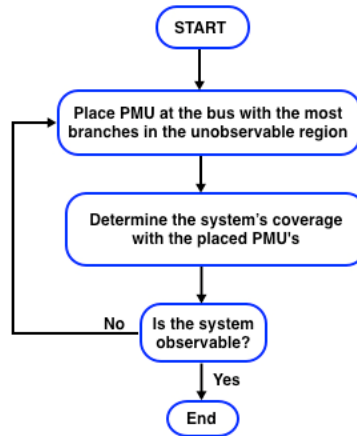 START
Place PMU at the bus with the most
branches in the unobservable region
Determine the system's coverage
with the placed PMU's
Is the system
observable?
No
Yes
End